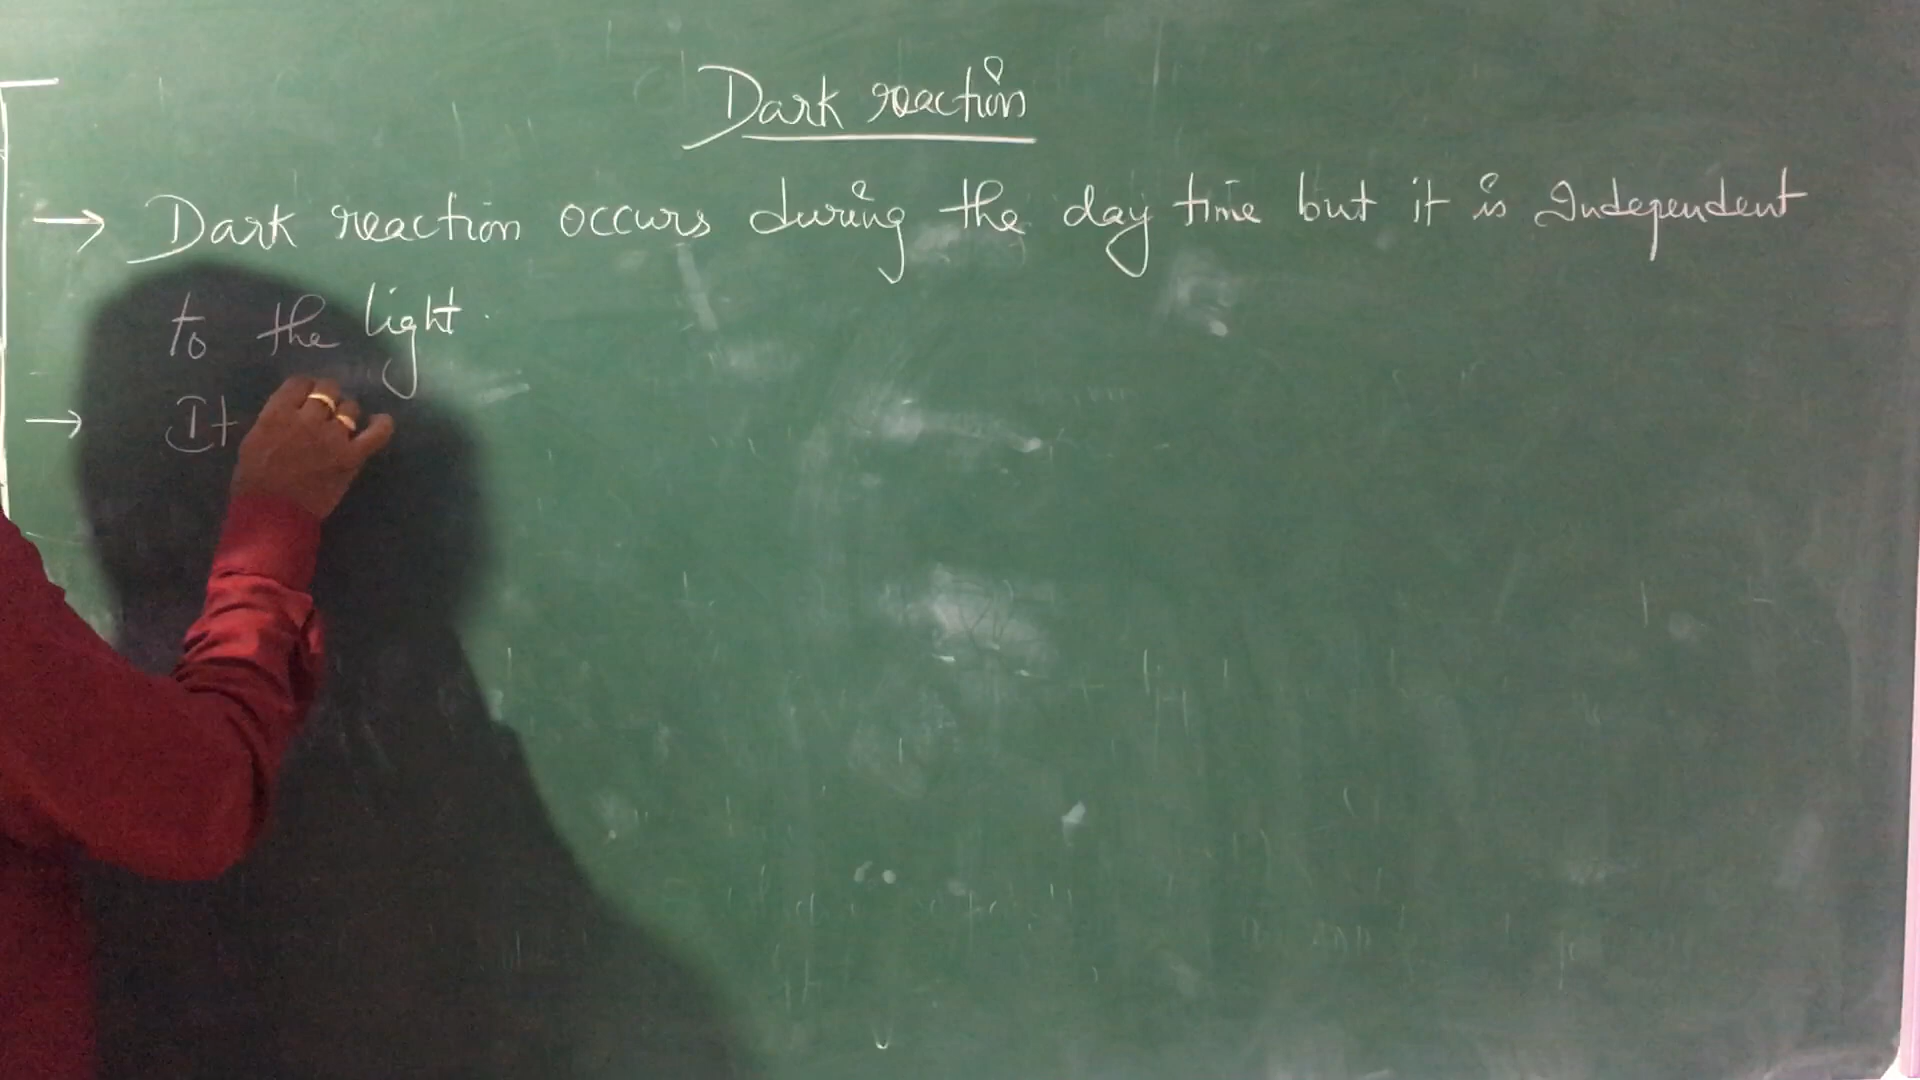 Dark reaction
→ Dark reaction occurs during the day time but it is Independent
to the light.
→ It